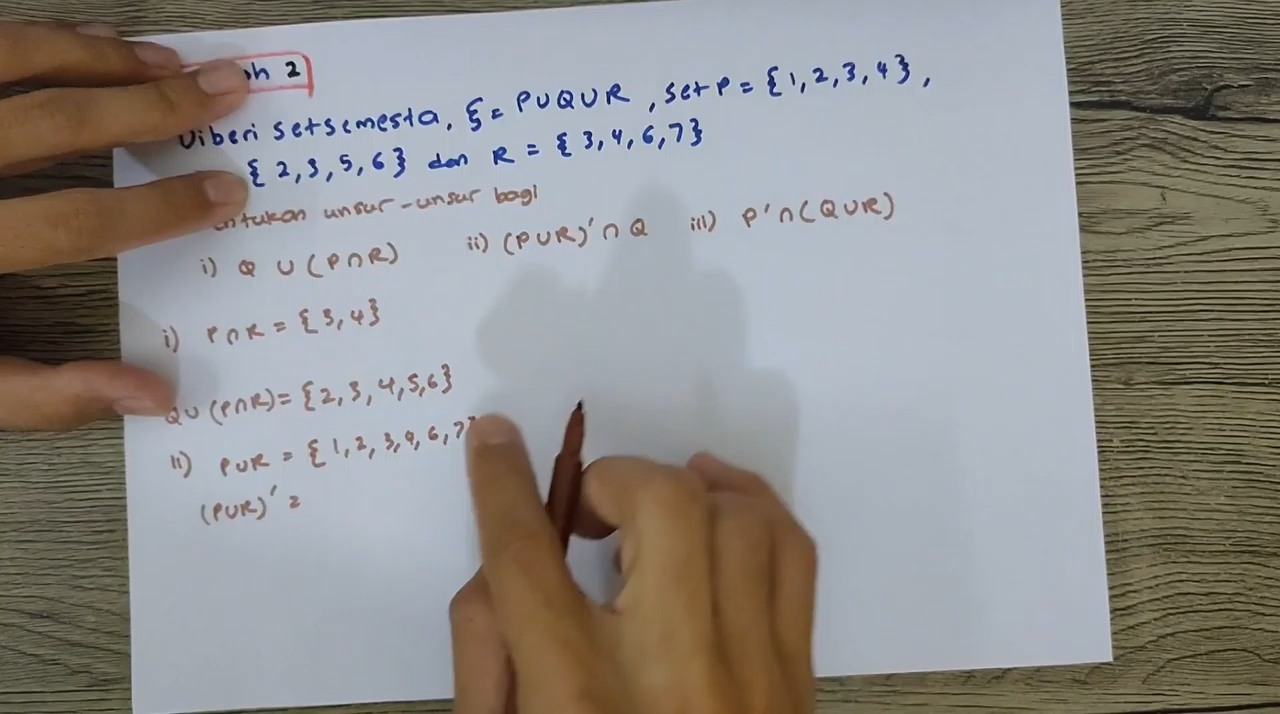 2
Diberi set semesta, ξ = P∪Q∪R, set P = {1, 2, 3, 4},
{2, 3, 5, 6} dan R = {3, 4, 6, 7}
unsur-unsur bagi
i) Q ∪ (P∩R) ii) (P∪R)' ∩ Q iii) P' ∩ (Q∪R)
i) P∩R = {3, 4}
Q∪(P∩R) = {2, 3, 4, 5, 6}
ii) P∪R = {1, 2, 3, 4, 6, 7}
(P∪R)' =